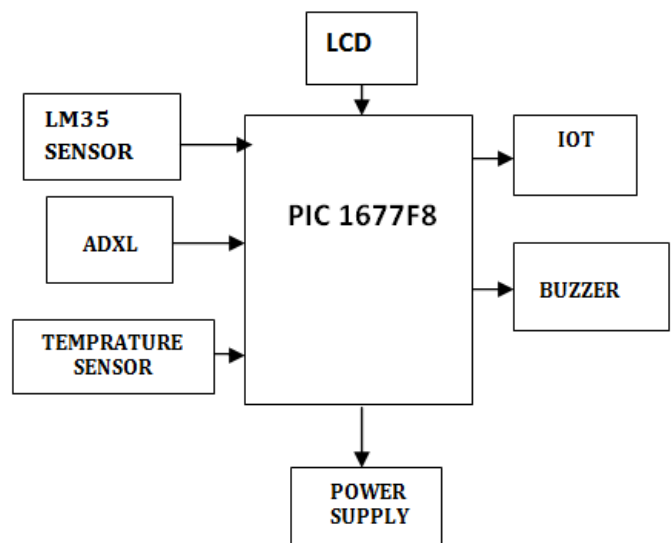 LCD
LM35
SENSOR
IOT
PIC 1677F8
ADXL
BUZZER
TEMPRATURE
SENSOR
POWER
SUPPLY